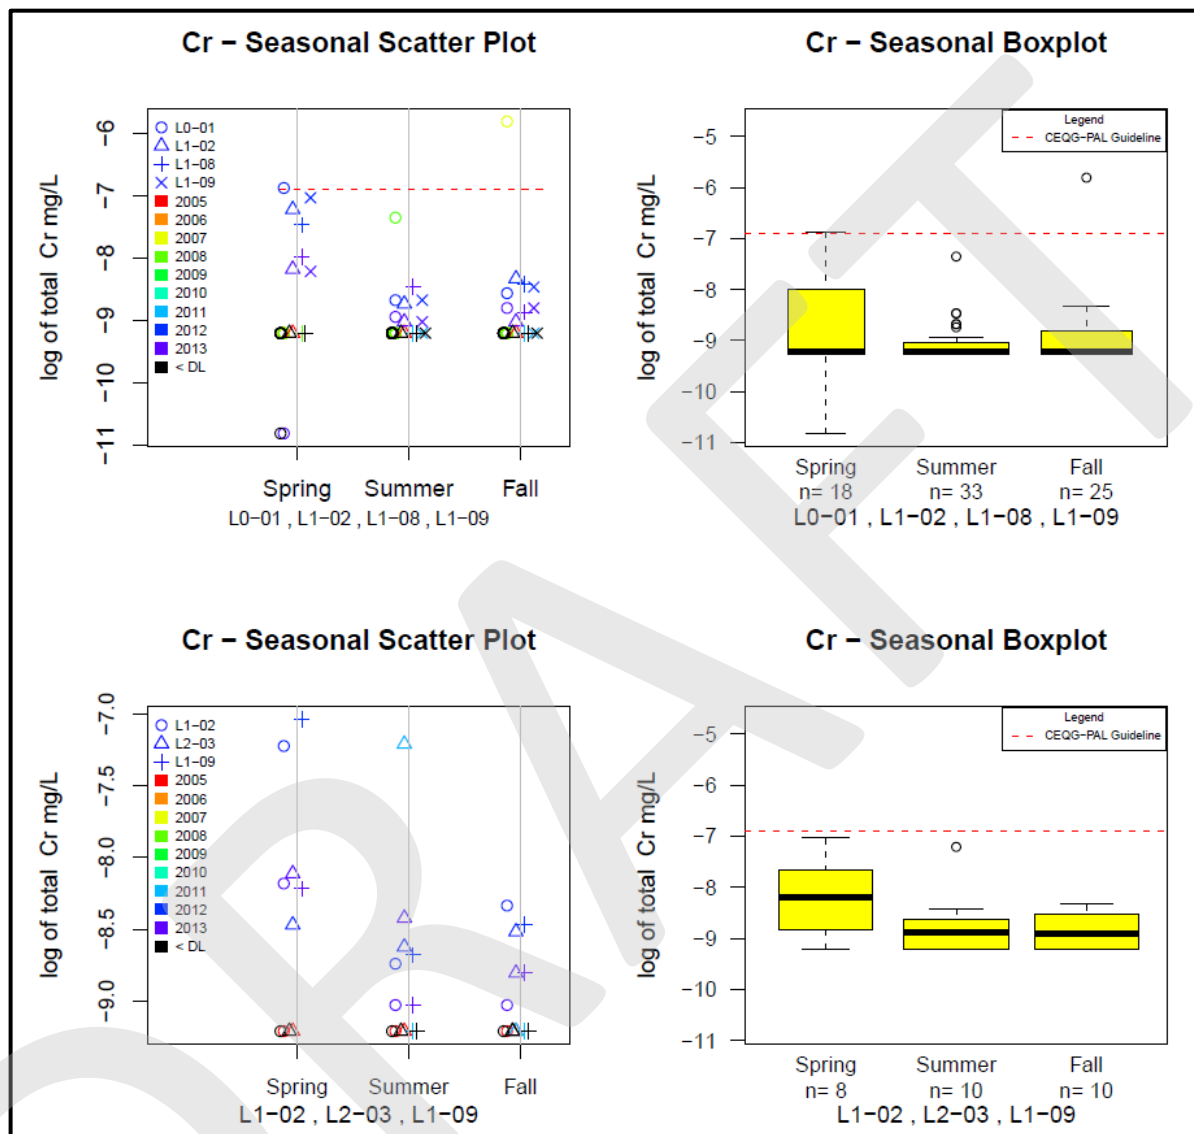 Cr − Seasonal Scatter Plot
log of total Cr mg/L
−6
−7
−8
−9
−10
−11
L0−01
L1−02
L1−08
L1−09
2005
2006
2007
2008
2009
2010
2011
2012
2013
< DL
Spring Summer Fall
L0−01 , L1−02 , L1−08 , L1−09
Cr − Seasonal Boxplot
log of total Cr mg/L
−5
−6
−7
−8
−9
−10
−11
Legend
CEQG-PAL Guideline
Spring Summer Fall
n= 18 n= 33 n= 25
L0−01 , L1−02 , L1−08 , L1−09
Cr − Seasonal Scatter Plot
log of total Cr mg/L
−7.0
−7.5
−8.0
−8.5
−9.0
L1−02
L2−03
L1−09
2005
2006
2007
2008
2009
2010
2011
2012
2013
< DL
Spring Summer Fall
L1−02 , L2−03 , L1−09
Cr − Seasonal Boxplot
log of total Cr mg/L
−5
−6
−7
−8
−9
−10
−11
Legend
CEQG-PAL Guideline
Spring Summer Fall
n= 8 n= 10 n= 10
L1−02 , L2−03 , L1−09
DRAFT